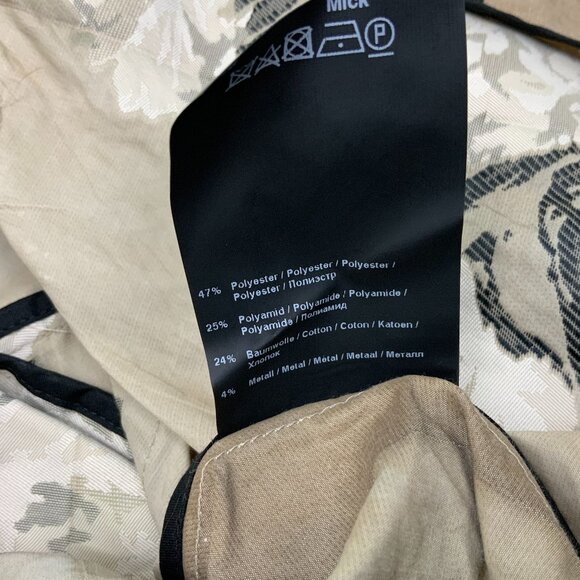 Mick
P
47% Polyester / Polyester / Polyester /
Polyester / Полиэстр
25% Polyamid / Polyamide / Polyamide /
Polyamide / Полиамид
24% Baumwolle / Cotton / Coton / Katoen /
Хлопок
4% Metall / Metal / Métal / Metaal / Металл